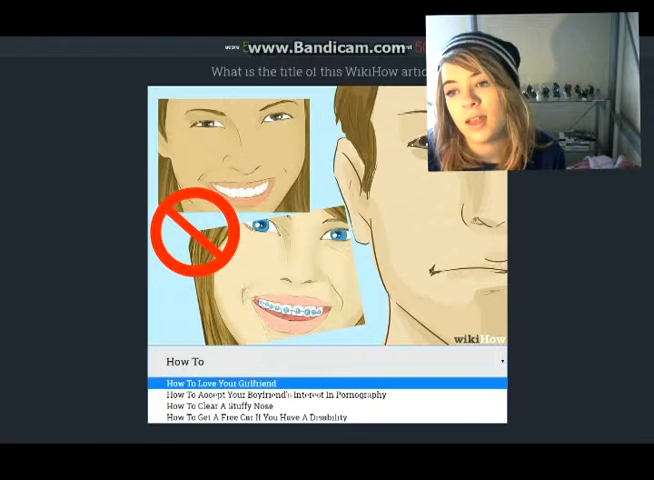 www.Bandicam.com
What is the title of this WikiHow
wikiHow
How To
How To Love Your Girlfriend
How To Accept Your Boyfriend's Interest In Pornography
How To Clear A Stuffy Nose
How To Get A Free Car If You Have A Disability